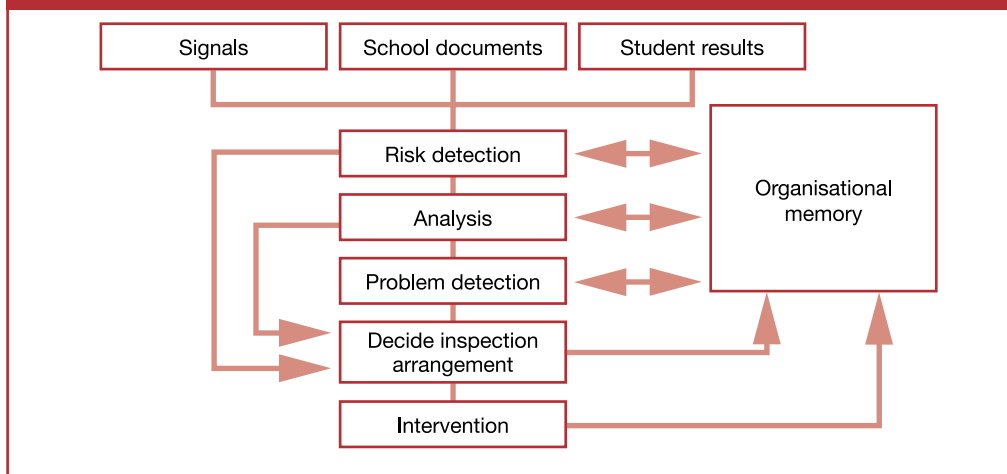 Signals
School documents
Student results
Risk detection
Analysis
Organisational
memory
Problem detection
Decide inspection
arrangement
Intervention